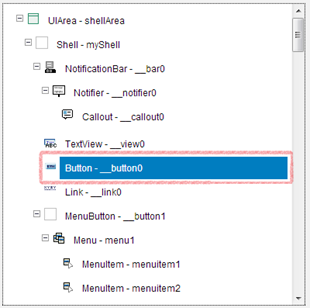 UIArea - shellArea
Shell - myShell
NotificationBar - __bar0
Notifier - __notifier0
Callout - __callout0
TextView - __view0
Button - __button0
Link - __link0
MenuButton - __button1
Menu - menu1
MenuItem - menuitem1
MenuItem - menuitem2